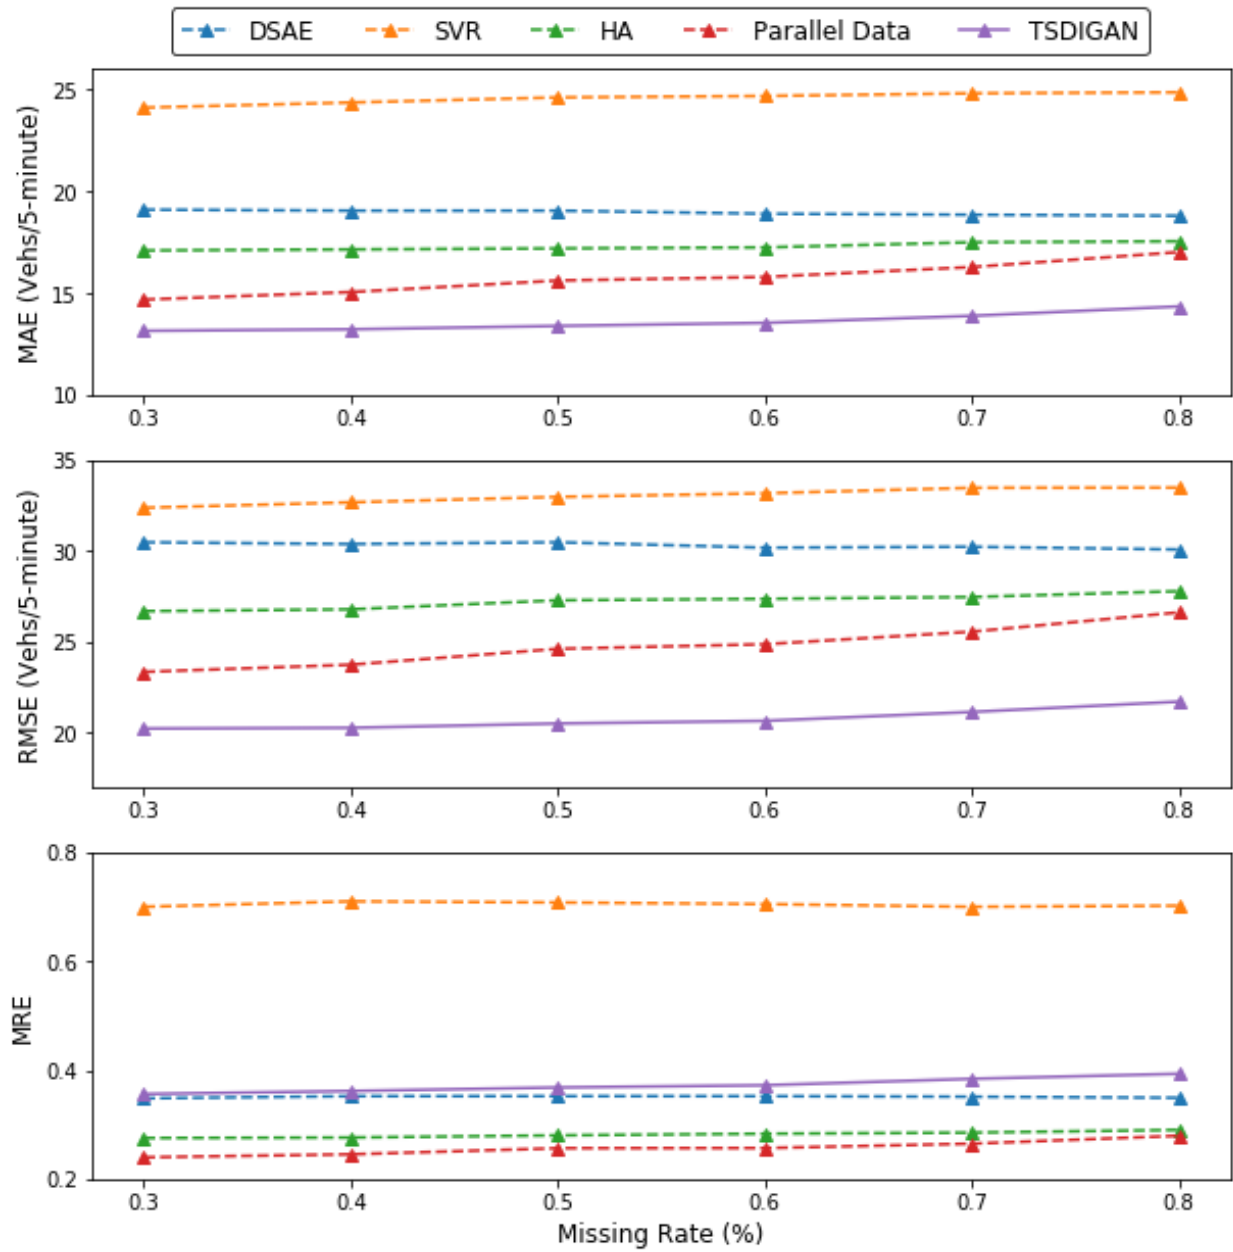 DSAE SVR HA Parallel Data TSDIGAN
MAE (Vehs/5-minute)
25
20
15
10
0.3 0.4 0.5 0.6 0.7 0.8
RMSE (Vehs/5-minute)
35
30
25
20
0.3 0.4 0.5 0.6 0.7 0.8
MRE
0.8
0.6
0.4
0.2
0.3 0.4 0.5 0.6 0.7 0.8
Missing Rate (%)